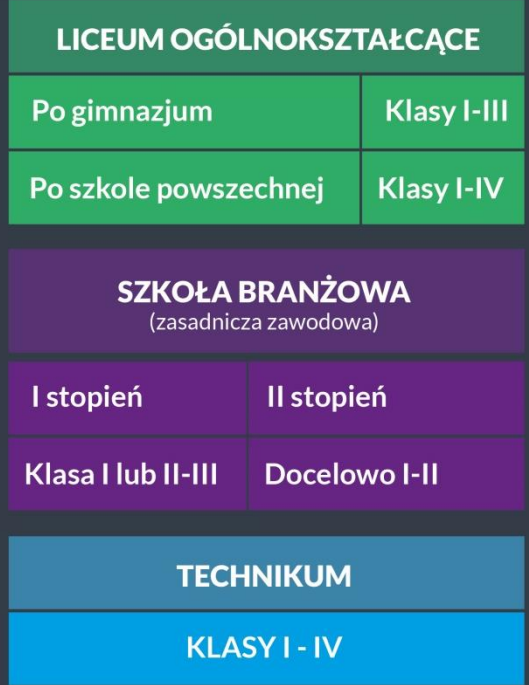 LICEUM OGÓLNOKSZTAŁCĄCE
Po gimnazjum Klasy I-III
Po szkole powszechnej Klasy I-IV
SZKOŁA BRANŻOWA
(zasadnicza zawodowa)
I stopień II stopień
Klasa I lub II-III Docelowo I-II
TECHNIKUM
KLASY I - IV